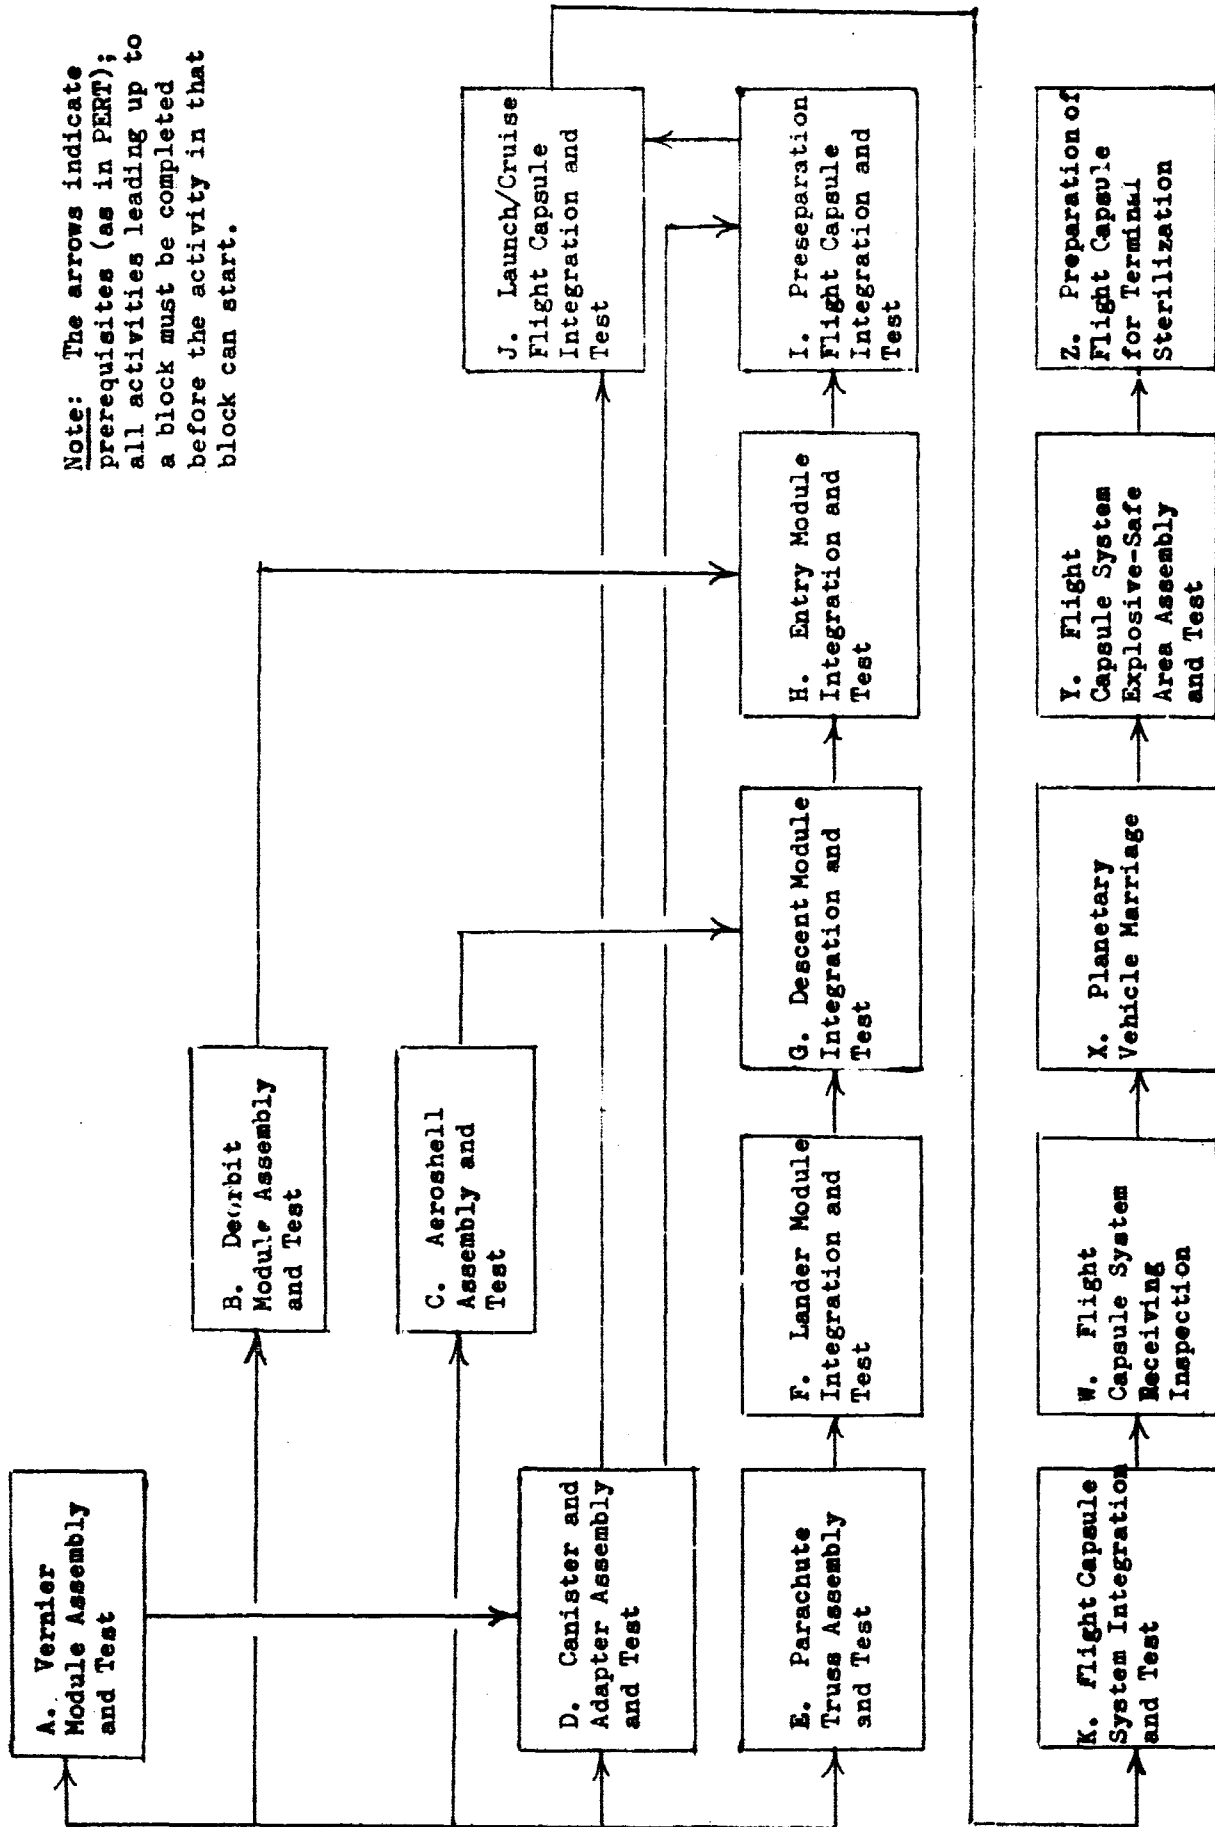 Note: The arrows indicate
prerequisites (as in PERT);
all activities leading up to
a block must be completed
before the activity in that
block can start.
A. Vernier
Module Assembly
and Test
B. Deorbit
Module Assembly
and Test
C. Aeroshell
Assembly and
Test
D. Canister and
Adapter Assembly
and Test
E. Parachute
Truss Assembly
and Test
F. Lander Module
Integration and
Test
G. Descent Module
Integration and
Test
H. Entry Module
Integration and
Test
I. Preseparation
Flight Capsule
Integration and
Test
J. Launch/Cruise
Flight Capsule
Integration and
Test
K. Flight Capsule
System Integration
and Test
W. Flight
Capsule System
Receiving
Inspection
X. Planetary
Vehicle Marriage
Y. Flight
Capsule System
Explosive-Safe
Area Assembly
and Test
Z. Preparation of
Flight Capsule
for Terminal
Sterilization